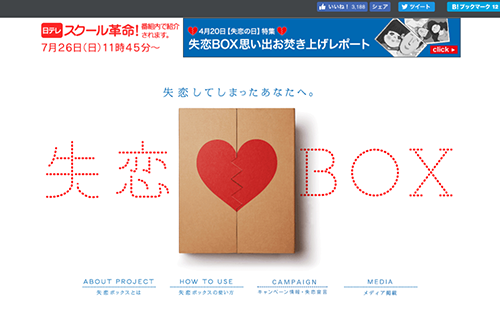 いいね！ 3,188 シェア ツイート B!ブックマーク 13
日テレ スクール革命! 番組内で紹介されます。
7月26日(日)11時45分～
4月20日【失恋の日】特集
失恋BOX思い出お焚き上げレポート
click ▶
失恋してしまったあなたへ。
失恋BOX
ABOUT PROJECT HOW TO USE CAMPAIGN MEDIA
失恋ボックスとは 失恋ボックスの使い方 キャンペーン情報・失恋宣言 メディア掲載